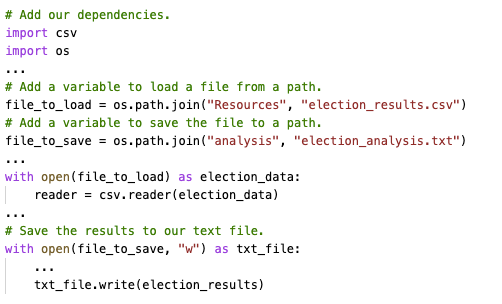 # Add our dependencies.
import csv
import os
...
# Add a variable to load a file from a path.
file_to_load = os.path.join("Resources", "election_results.csv")
# Add a variable to save the file to a path.
file_to_save = os.path.join("analysis", "election_analysis.txt")
...
with open(file_to_load) as election_data:
    reader = csv.reader(election_data)
...
# Save the results to our text file.
with open(file_to_save, "w") as txt_file:
    ...
    txt_file.write(election_results)